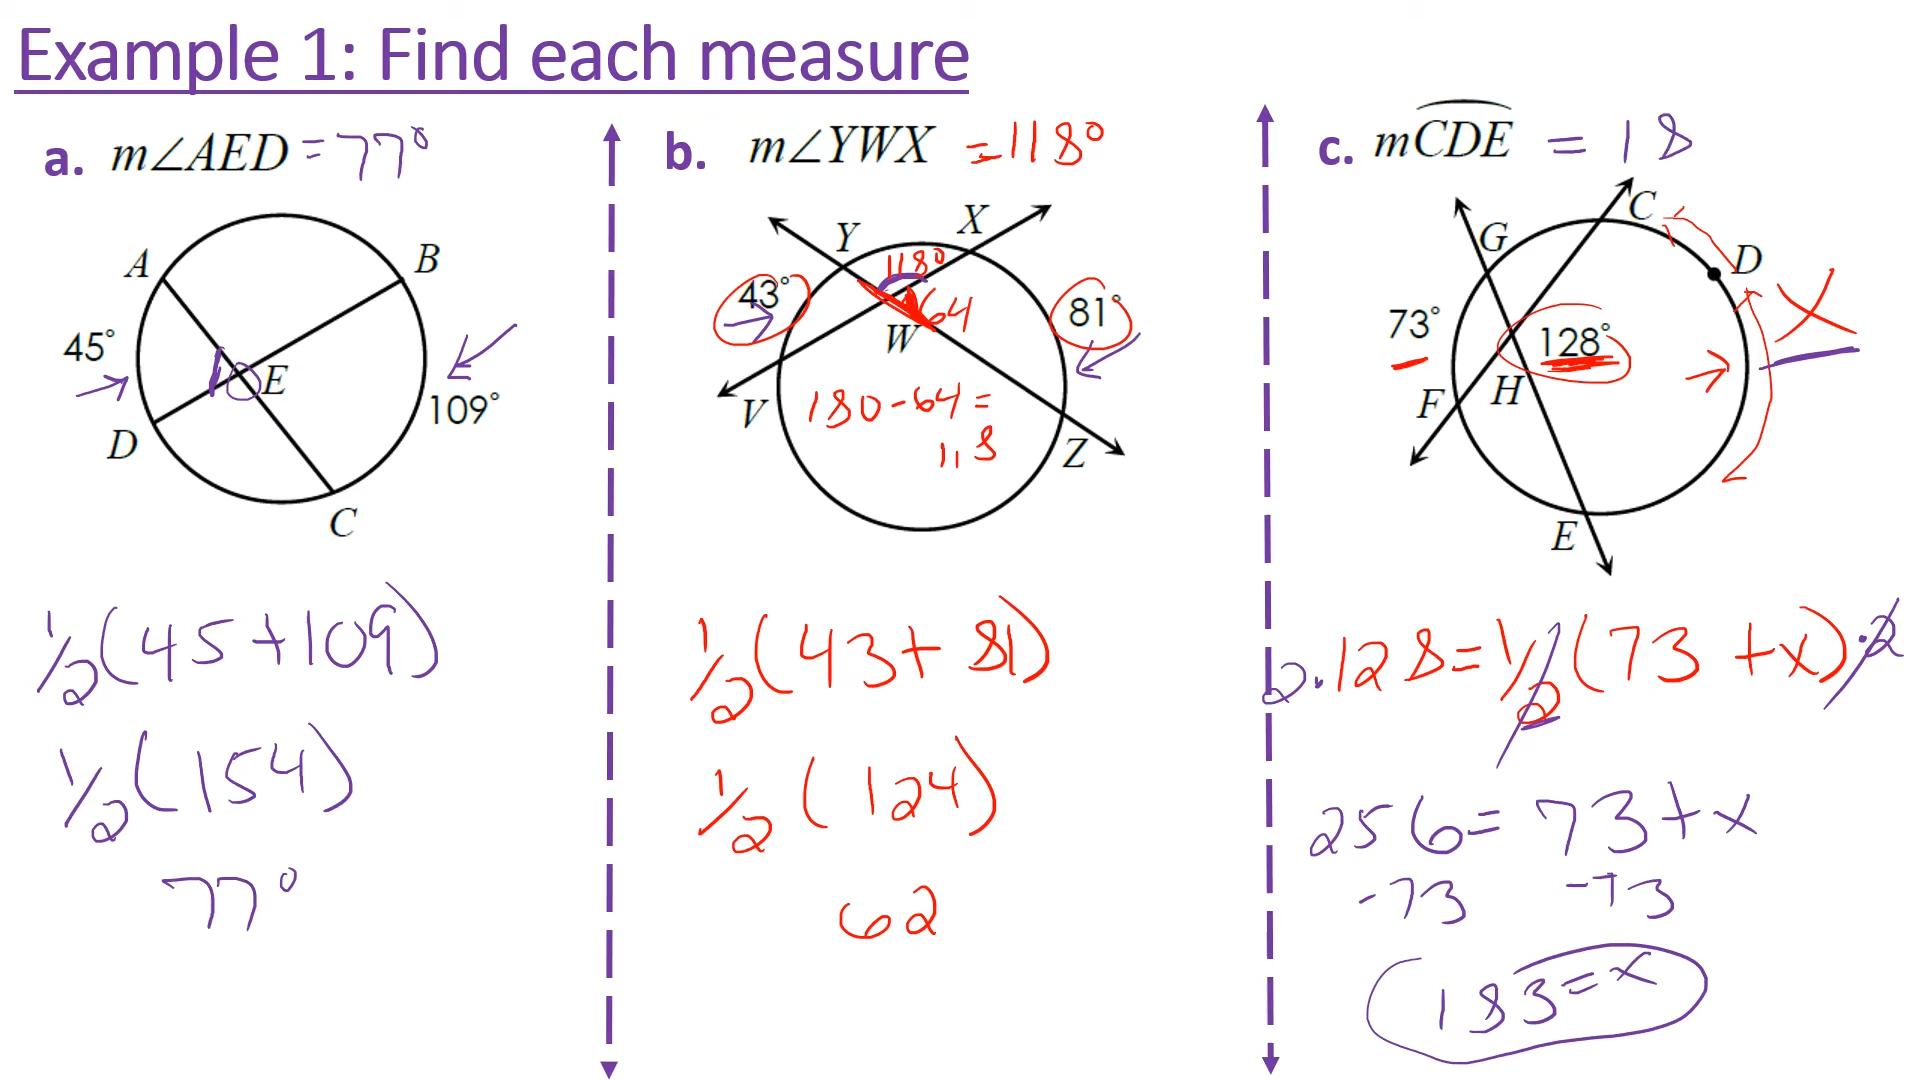 Example 1: Find each measure
a. m∠AED = 77°
A
B
45°
E
109°
D
C
½(45+109)
½(154)
77°
b. m∠YWX = 118°
Y
X
118°
43°
64
81°
W
V
180-64=
118
Z
½(43+81)
½(124)
62
c. mCDE = 18
C
G
D
73°
128°
X
F
H
E
2·128=½(73+x)·2
256=73+x
-73 -73
183=x